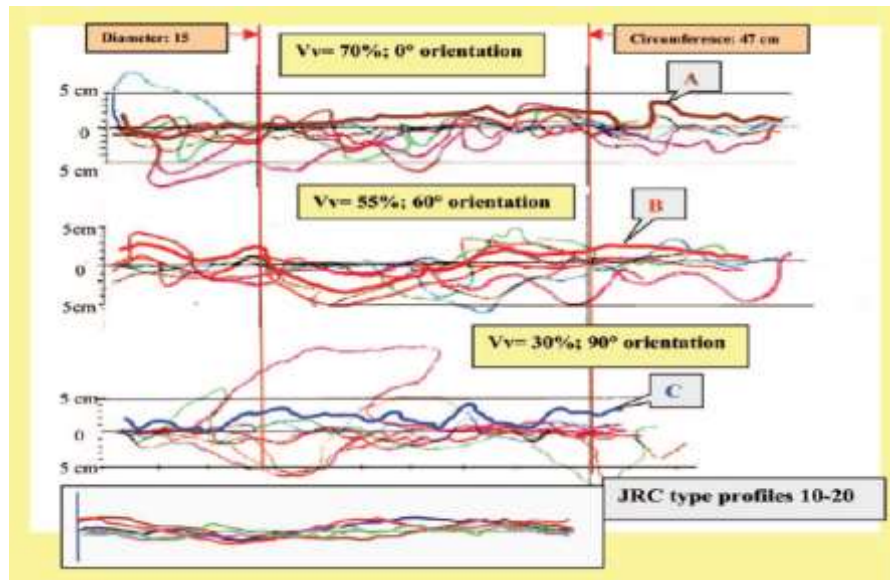 Diameter: 15
Circumference: 47 cm
Vv= 70%; 0° orientation
A
5 cm
0
5 cm
Vv= 55%; 60° orientation
B
5cm
0
5cm
Vv= 30%; 90° orientation
C
5 cm
0
5 cm
JRC type profiles 10-20